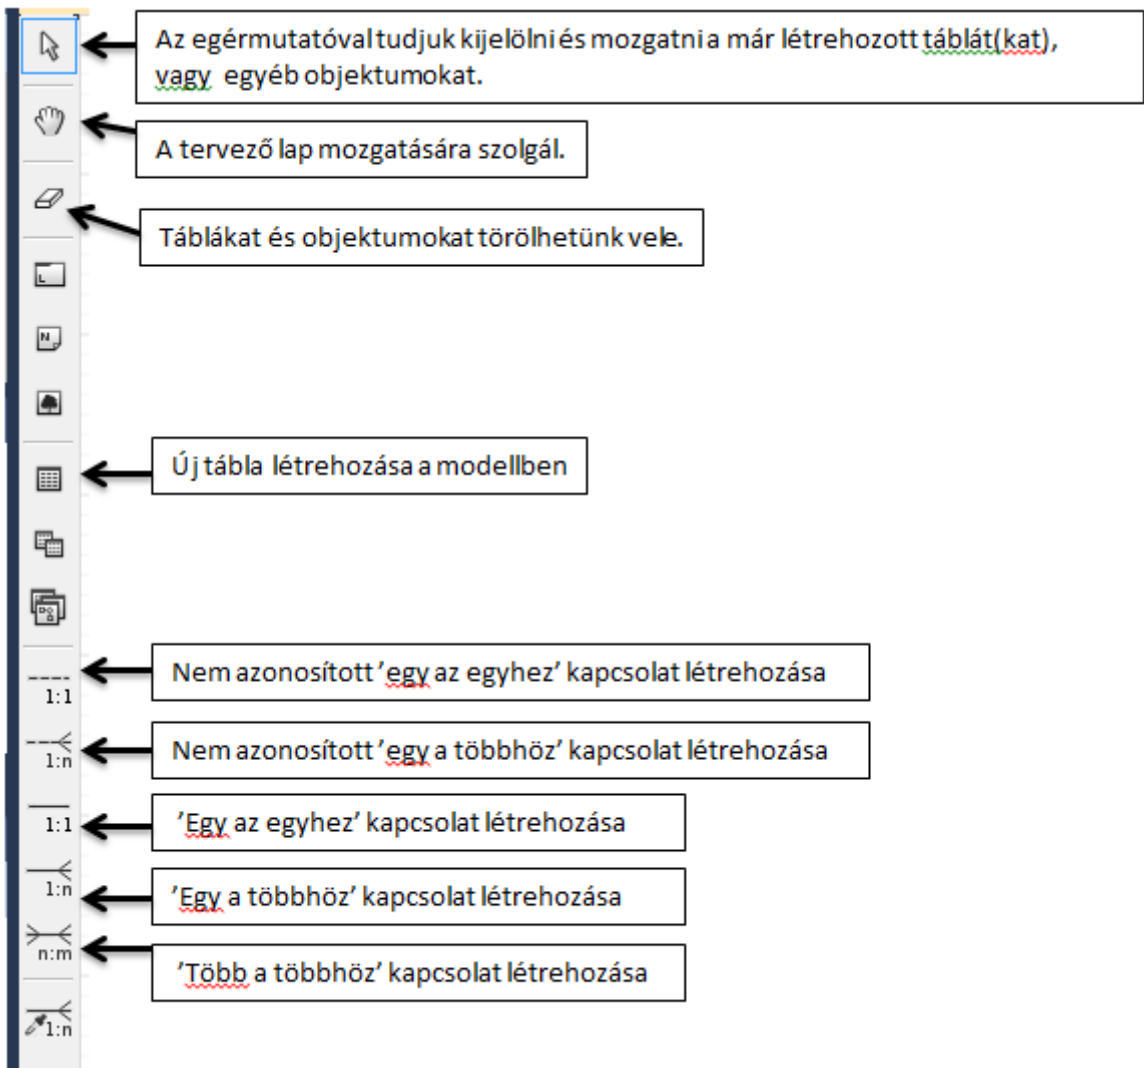 Az egérmutatóval tudjuk kijelölni és mozgatni a már létrehozott táblát(kat),
vagy egyéb objektumokat.
A tervező lap mozgatására szolgál.
Táblákat és objektumokat törölhetünk vele.
L
N
Új tábla létrehozása a modellben
Nem azonosított ’egy az egyhez’ kapcsolat létrehozása
1:1
Nem azonosított ’egy a többhöz’ kapcsolat létrehozása
1:n
1:1
’Egy az egyhez’ kapcsolat létrehozása
1:n
’Egy a többhöz’ kapcsolat létrehozása
n:m
’Több a többhöz’ kapcsolat létrehozása
1:n